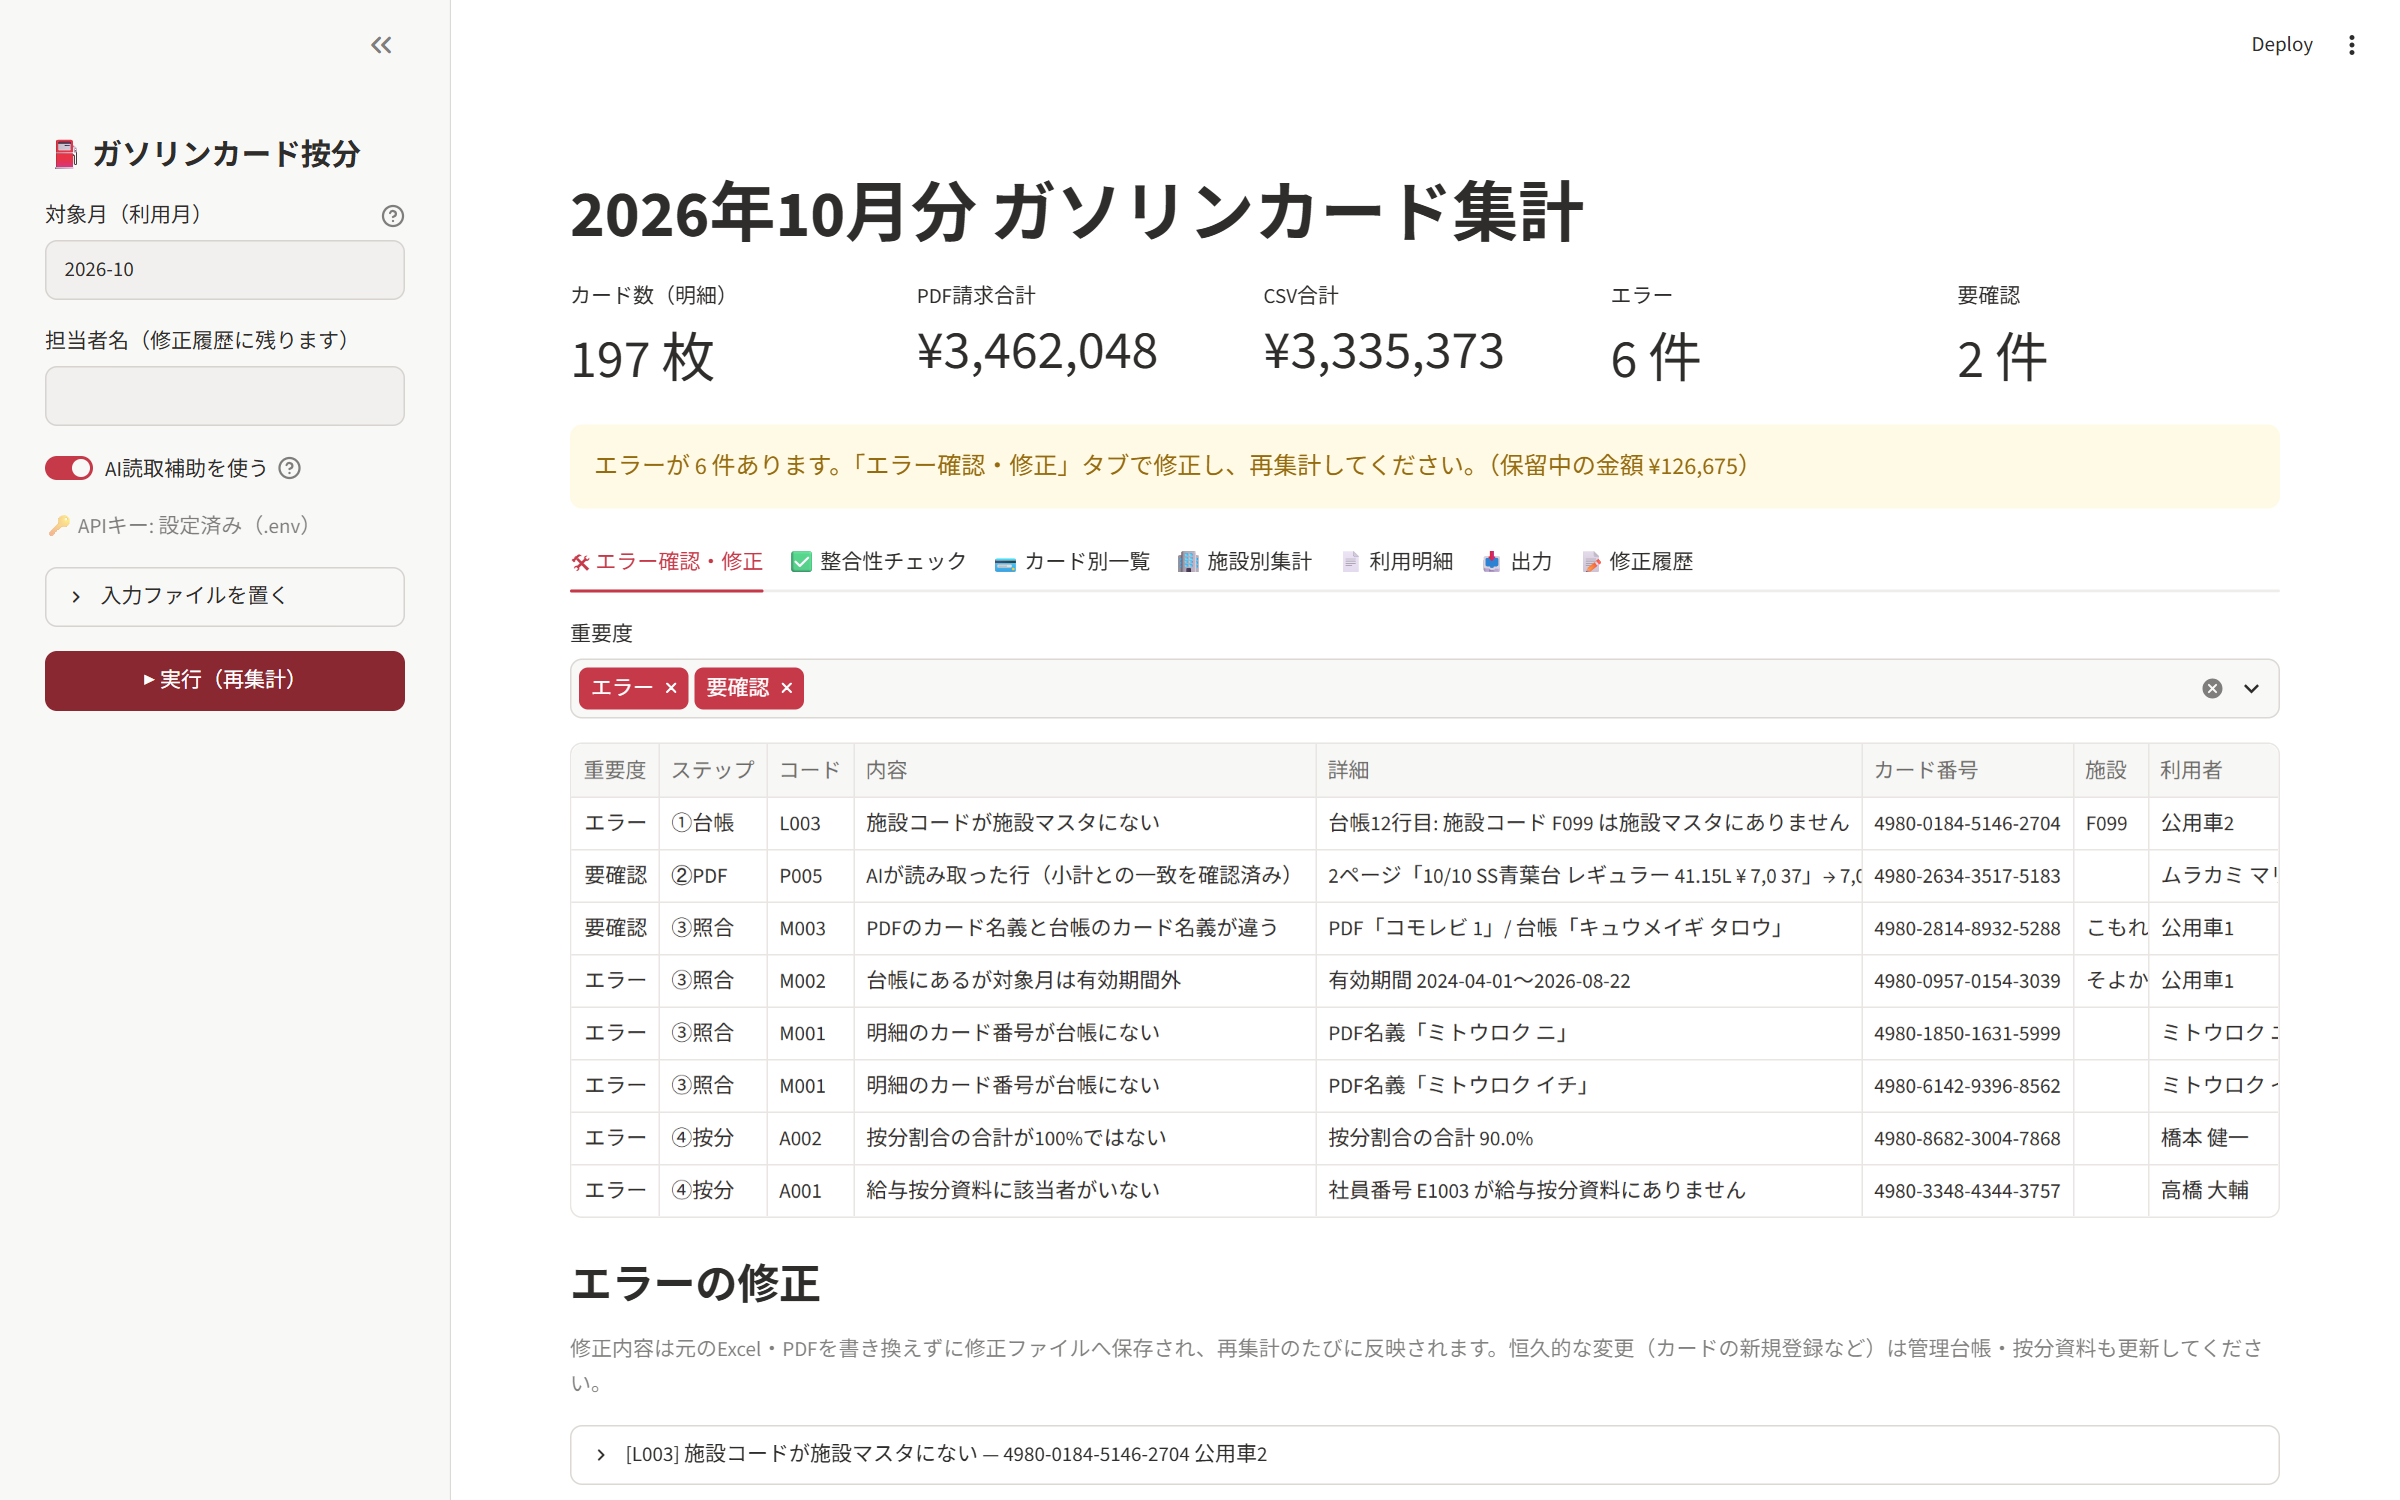 Deploy
ガソリンカード按分
対象月（利用月）
2026-10
担当者名（修正履歴に残ります）
AI読取補助を使う
APIキー: 設定済み（.env）
入力ファイルを置く
▶ 実行（再集計）
2026年10月分 ガソリンカード集計
カード数（明細） PDF請求合計 CSV合計 エラー 要確認
197 枚 ¥3,462,048 ¥3,335,373 6 件 2 件
エラーが 6 件あります。「エラー確認・修正」タブで修正し、再集計してください。（保留中の金額 ¥126,675）
エラー確認・修正 整合性チェック カード別一覧 施設別集計 利用明細 出力 修正履歴
重要度
エラー × 要確認 ×
重要度 ステップ コード 内容 詳細 カード番号 施設 利用者
エラー ①台帳 L003 施設コードが施設マスタにない 台帳12行目: 施設コード F099 は施設マスタにありません 4980-0184-5146-2704 F099 公用車2
要確認 ②PDF P005 AIが読み取った行（小計との一致を確認済み） 2ページ「10/10 SS青葉台 レギュラー 41.15L ¥ 7,0 37」→ 4980-2634-3517-5183 ムラカミ マ
要確認 ③照合 M003 PDFのカード名義と台帳のカード名義が違う PDF「コモレビ 1」/ 台帳「キュウメイギ タロウ」 4980-2814-8932-5288 こもれ 公用車1
エラー ③照合 M002 台帳にあるが対象月は有効期間外 有効期間 2024-04-01〜2026-08-22 4980-0957-0154-3039 そよか 公用車1
エラー ③照合 M001 明細のカード番号が台帳にない PDF名義「ミトウロク ニ」 4980-1850-1631-5999 ミトウロク
エラー ③照合 M001 明細のカード番号が台帳にない PDF名義「ミトウロク イチ」 4980-6142-9396-8562 ミトウロク
エラー ④按分 A002 按分割合の合計が100%ではない 按分割合の合計 90.0% 4980-8682-3004-7868 橋本 健一
エラー ④按分 A001 給与按分資料に該当者がいない 社員番号 E1003 が給与按分資料にありません 4980-3348-4344-3757 高橋 大輔
エラーの修正
修正内容は元のExcel・PDFを書き換えずに修正ファイルへ保存され、再集計のたびに反映されます。恒久的な変更（カードの新規登録など）は管理台帳・按分資料も更新してくださ
い。
[L003] 施設コードが施設マスタにない — 4980-0184-5146-2704 公用車2